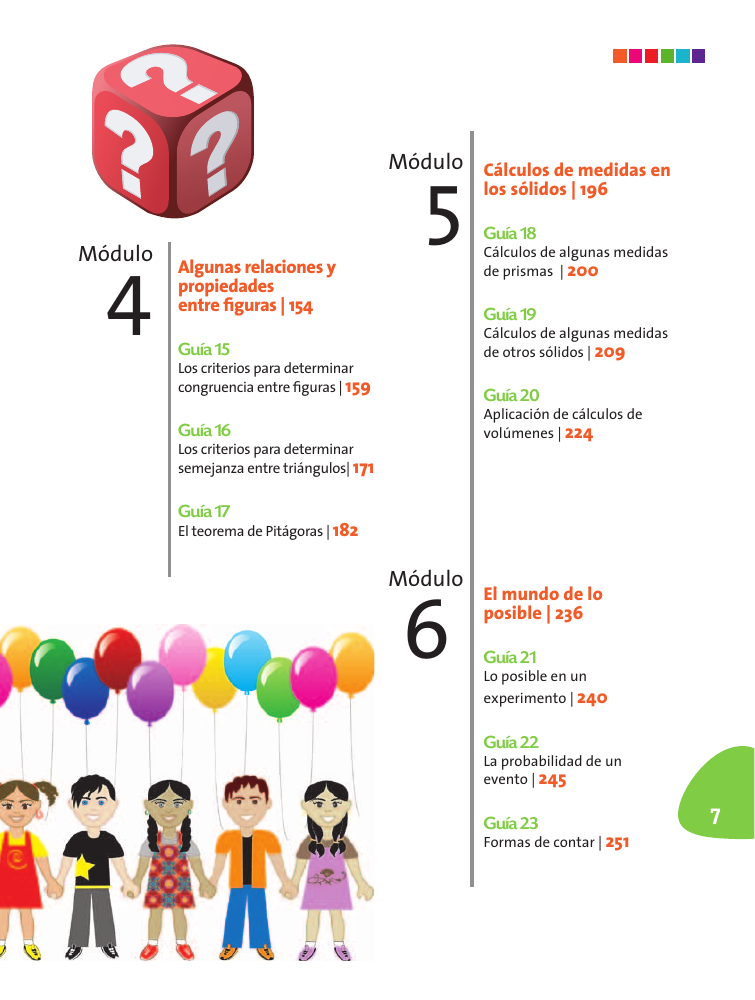 Módulo
4
Algunas relaciones y
propiedades
entre figuras | 154
Guía 15
Los criterios para determinar
congruencia entre figuras | 159
Guía 16
Los criterios para determinar
semejanza entre triángulos| 171
Guía 17
El teorema de Pitágoras | 182
Módulo
5
Cálculos de medidas en
los sólidos | 196
Guía 18
Cálculos de algunas medidas
de prismas | 200
Guía 19
Cálculos de algunas medidas
de otros sólidos | 209
Guía 20
Aplicación de cálculos de
volúmenes | 224
Módulo
6
El mundo de lo
posible | 236
Guía 21
Lo posible en un
experimento | 240
Guía 22
La probabilidad de un
evento | 245
Guía 23
Formas de contar | 251
7
???